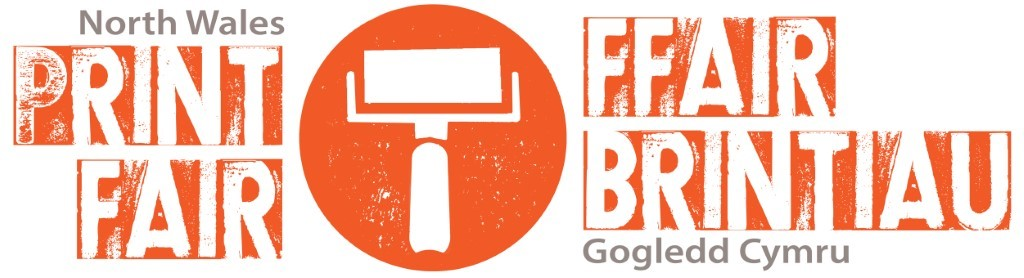 North Wales
PRINT
FAIR
FFAIR
BRINTIAU
Gogledd Cymru